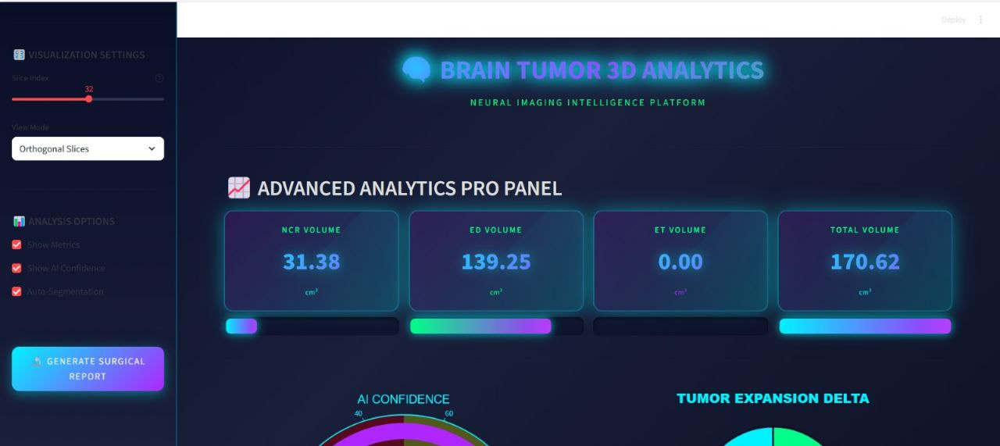 Deploy
VISUALIZATION SETTINGS
Slice Index
32
View Mode
Orthogonal Slices
ANALYSIS OPTIONS
Show Metrics
Show AI Confidence
Auto-Segmentation
GENERATE SURGICAL
REPORT
BRAIN TUMOR 3D ANALYTICS
NEURAL IMAGING INTELLIGENCE PLATFORM
ADVANCED ANALYTICS PRO PANEL
NCR VOLUME
31.38
cm³
ED VOLUME
139.25
cm³
ET VOLUME
0.00
cm³
TOTAL VOLUME
170.62
cm³
AI CONFIDENCE
40
60
TUMOR EXPANSION DELTA